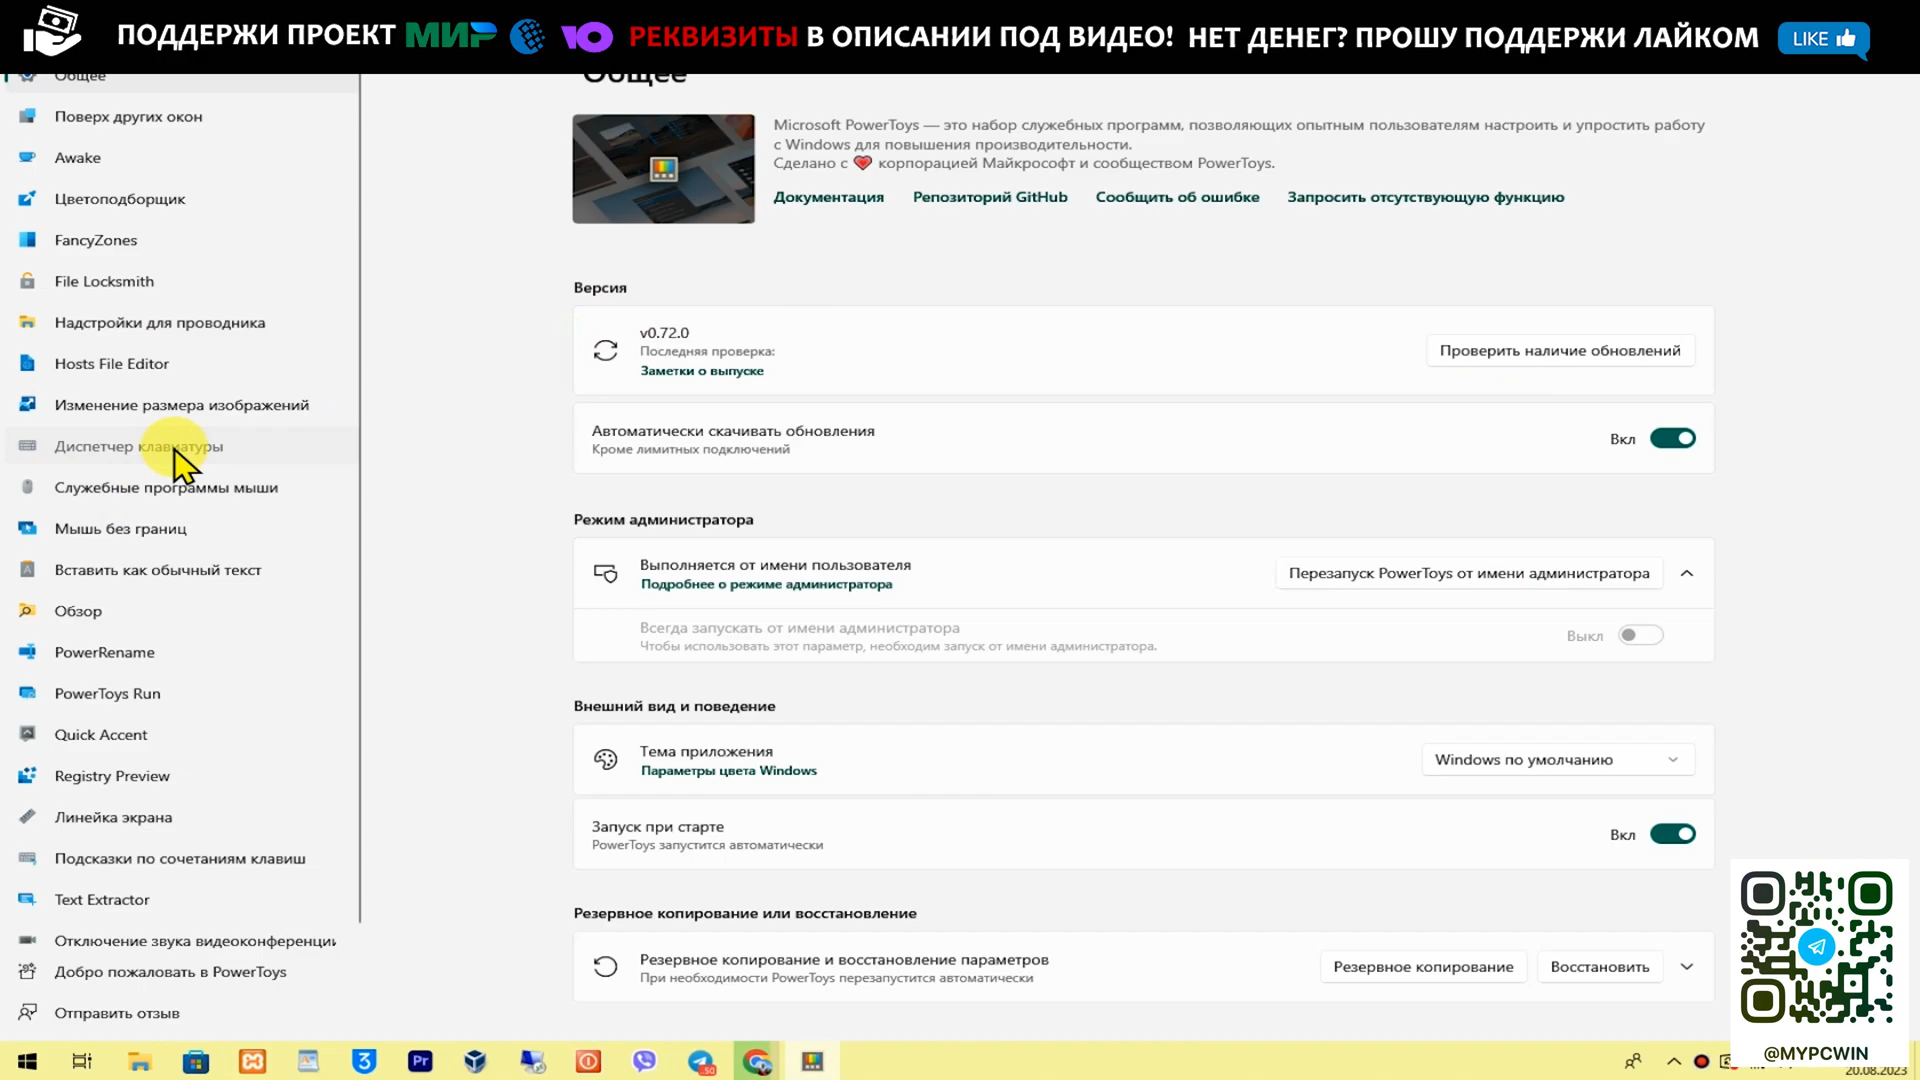 ПОДДЕРЖИ ПРОЕКТ МИР Ю РЕКВИЗИТЫ В ОПИСАНИИ ПОД ВИДЕО! НЕТ ДЕНЕГ? ПРОШУ ПОДДЕРЖИ ЛАЙКОМ LIKE
Общее
Поверх других окон
Awake
Цветоподборщик
FancyZones
File Locksmith
Надстройки для проводника
Hosts File Editor
Изменение размера изображений
Диспетчер клавиатуры
Служебные программы мыши
Мышь без границ
Вставить как обычный текст
Обзор
PowerRename
PowerToys Run
Quick Accent
Registry Preview
Линейка экрана
Подсказки по сочетаниям клавиш
Text Extractor
Отключение звука видеоконференции
Добро пожаловать в PowerToys
Отправить отзыв
Общее
Microsoft PowerToys — это набор служебных программ, позволяющих опытным пользователям настроить и упростить работу
с Windows для повышения производительности.
Сделано с ❤ корпорацией Майкрософт и сообществом PowerToys.
Документация Репозиторий GitHub Сообщить об ошибке Запросить отсутствующую функцию
Версия
v0.72.0
Последняя проверка:
Заметки о выпуске
Проверить наличие обновлений
Автоматически скачивать обновления
Кроме лимитных подключений
Вкл
Режим администратора
Выполняется от имени пользователя
Подробнее о режиме администратора
Перезапуск PowerToys от имени администратора
Всегда запускать от имени администратора
Чтобы использовать этот параметр, необходим запуск от имени администратора.
Выкл
Внешний вид и поведение
Тема приложения
Параметры цвета Windows
Windows по умолчанию
Запуск при старте
PowerToys запустится автоматически
Вкл
Резервное копирование или восстановление
Резервное копирование и восстановление параметров
При необходимости PowerToys перезапустится автоматически
Резервное копирование Восстановить
@MYPCWIN
3 Pr 50
20.08.2023